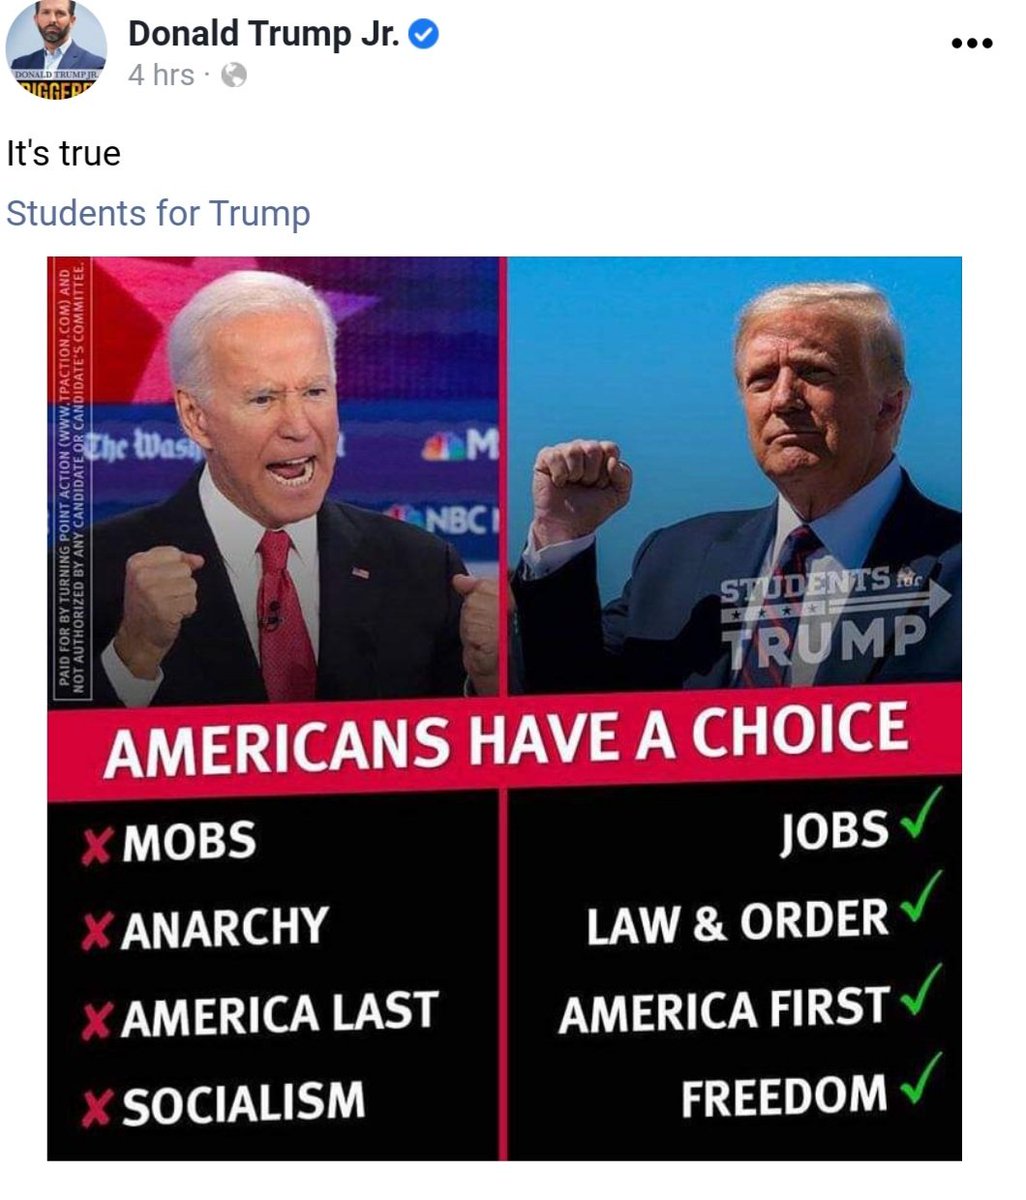 Donald Trump Jr.
4 hrs ·
DONALD TRUMP JR.
TRIGGERED
It's true
Students for Trump
PAID FOR BY TURNING POINT ACTION (WWW.TPACTION.COM) AND
NOT AUTHORIZED BY ANY CANDIDATE OR CANDIDATE'S COMMITTEE.
The Wash
M
NBC
STUDENTS for
TRUMP
AMERICANS HAVE A CHOICE
✘ MOBS
JOBS ✓
✘ ANARCHY
LAW & ORDER ✓
✘ AMERICA LAST
AMERICA FIRST ✓
✘ SOCIALISM
FREEDOM ✓